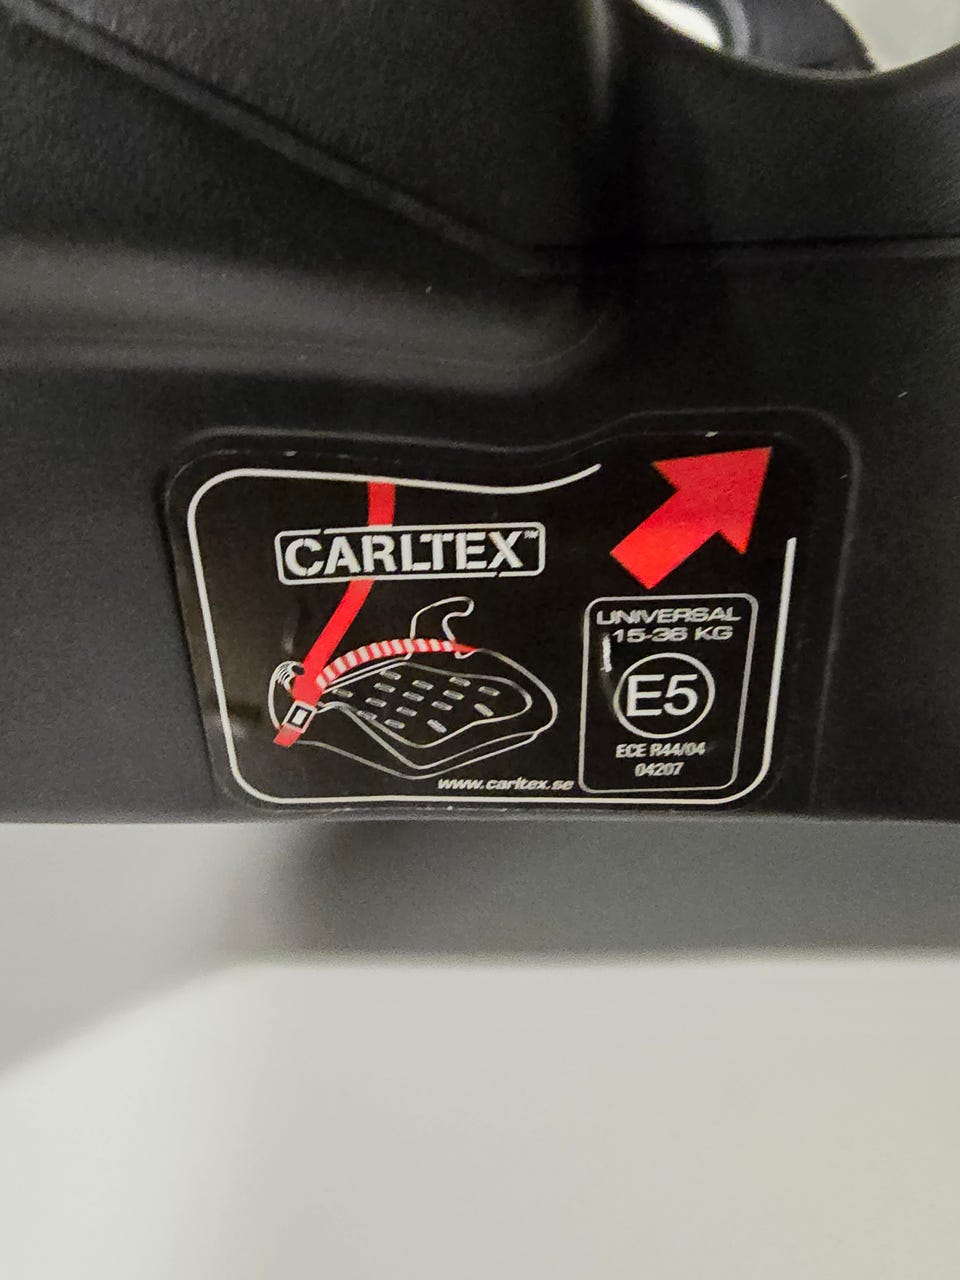 CARLTEX™
UNIVERSAL
15-36 KG
E5
ECE R44/04
04207
www.carltex.se